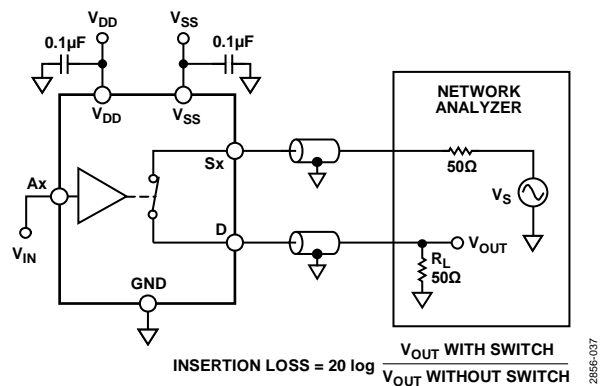 VDD
VSS
0.1µF
0.1µF
VDD
VSS
NETWORK
ANALYZER
Sx
50Ω
Ax
VS
D
VOUT
VIN
RL
50Ω
GND
INSERTION LOSS = 20 log VOUT WITH SWITCH
VOUT WITHOUT SWITCH
2856-037